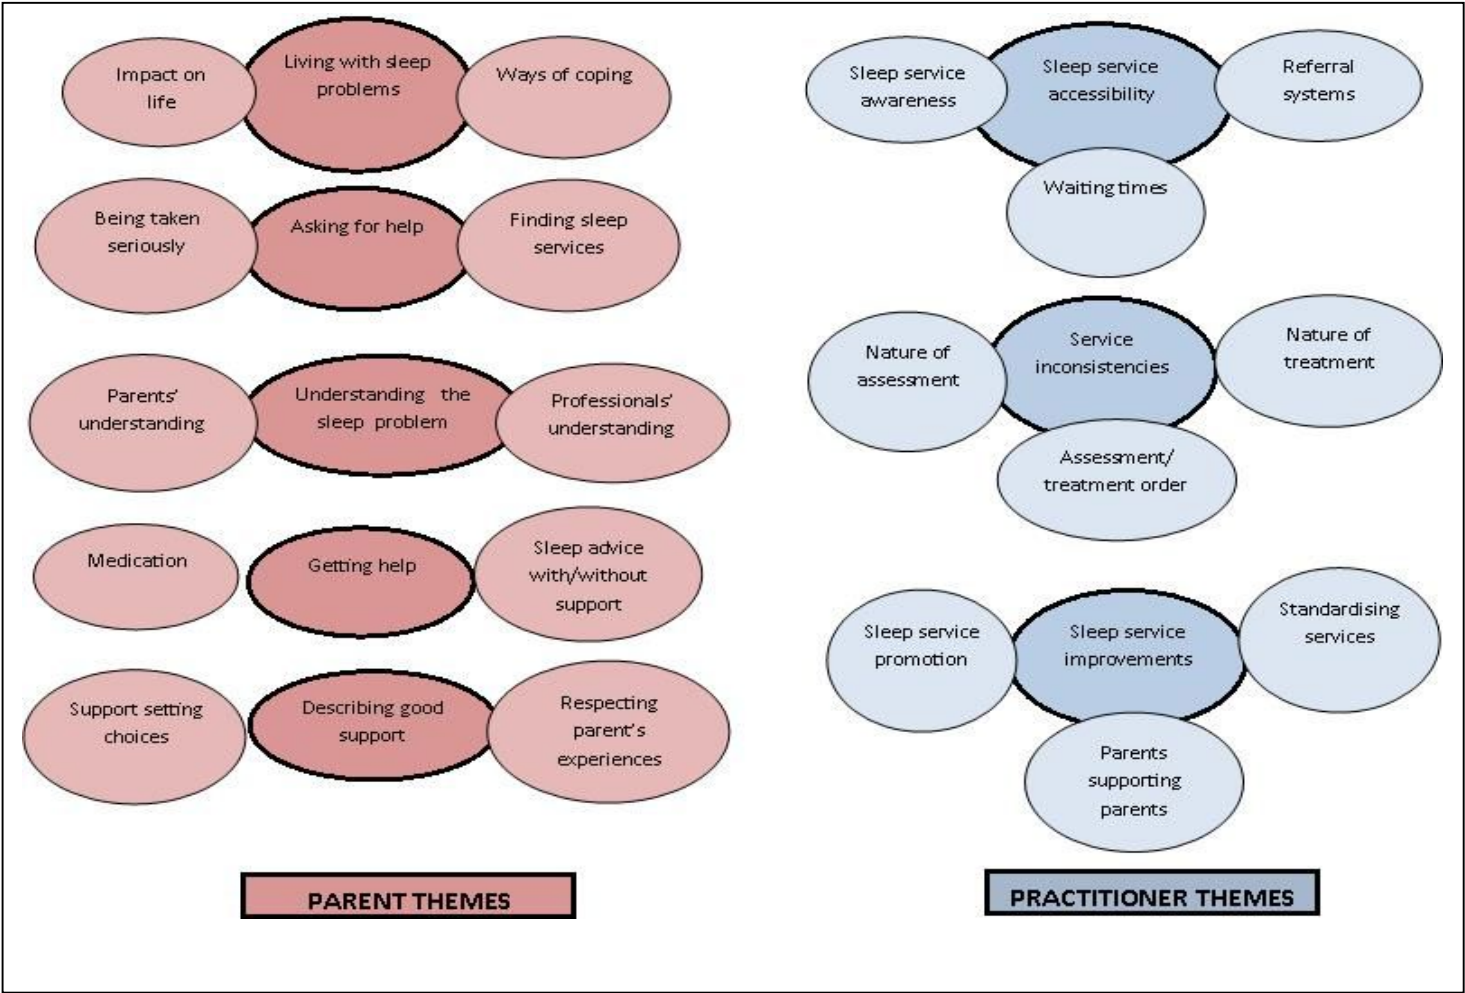 Impact on
life
Living with sleep
problems
Ways of coping
Being taken
seriously
Asking for help
Finding sleep
services
Parents’
understanding
Understanding the
sleep problem
Professionals’
understanding
Medication
Getting help
Sleep advice
with/without
support
Support setting
choices
Describing good
support
Respecting
parent’s
experiences
PARENT THEMES
Sleep service
awareness
Sleep service
accessibility
Referral
systems
Waiting times
Nature of
assessment
Service
inconsistencies
Nature of
treatment
Assessment/
treatment order
Sleep service
promotion
Sleep service
improvements
Standardising
services
Parents
supporting
parents
PRACTITIONER THEMES